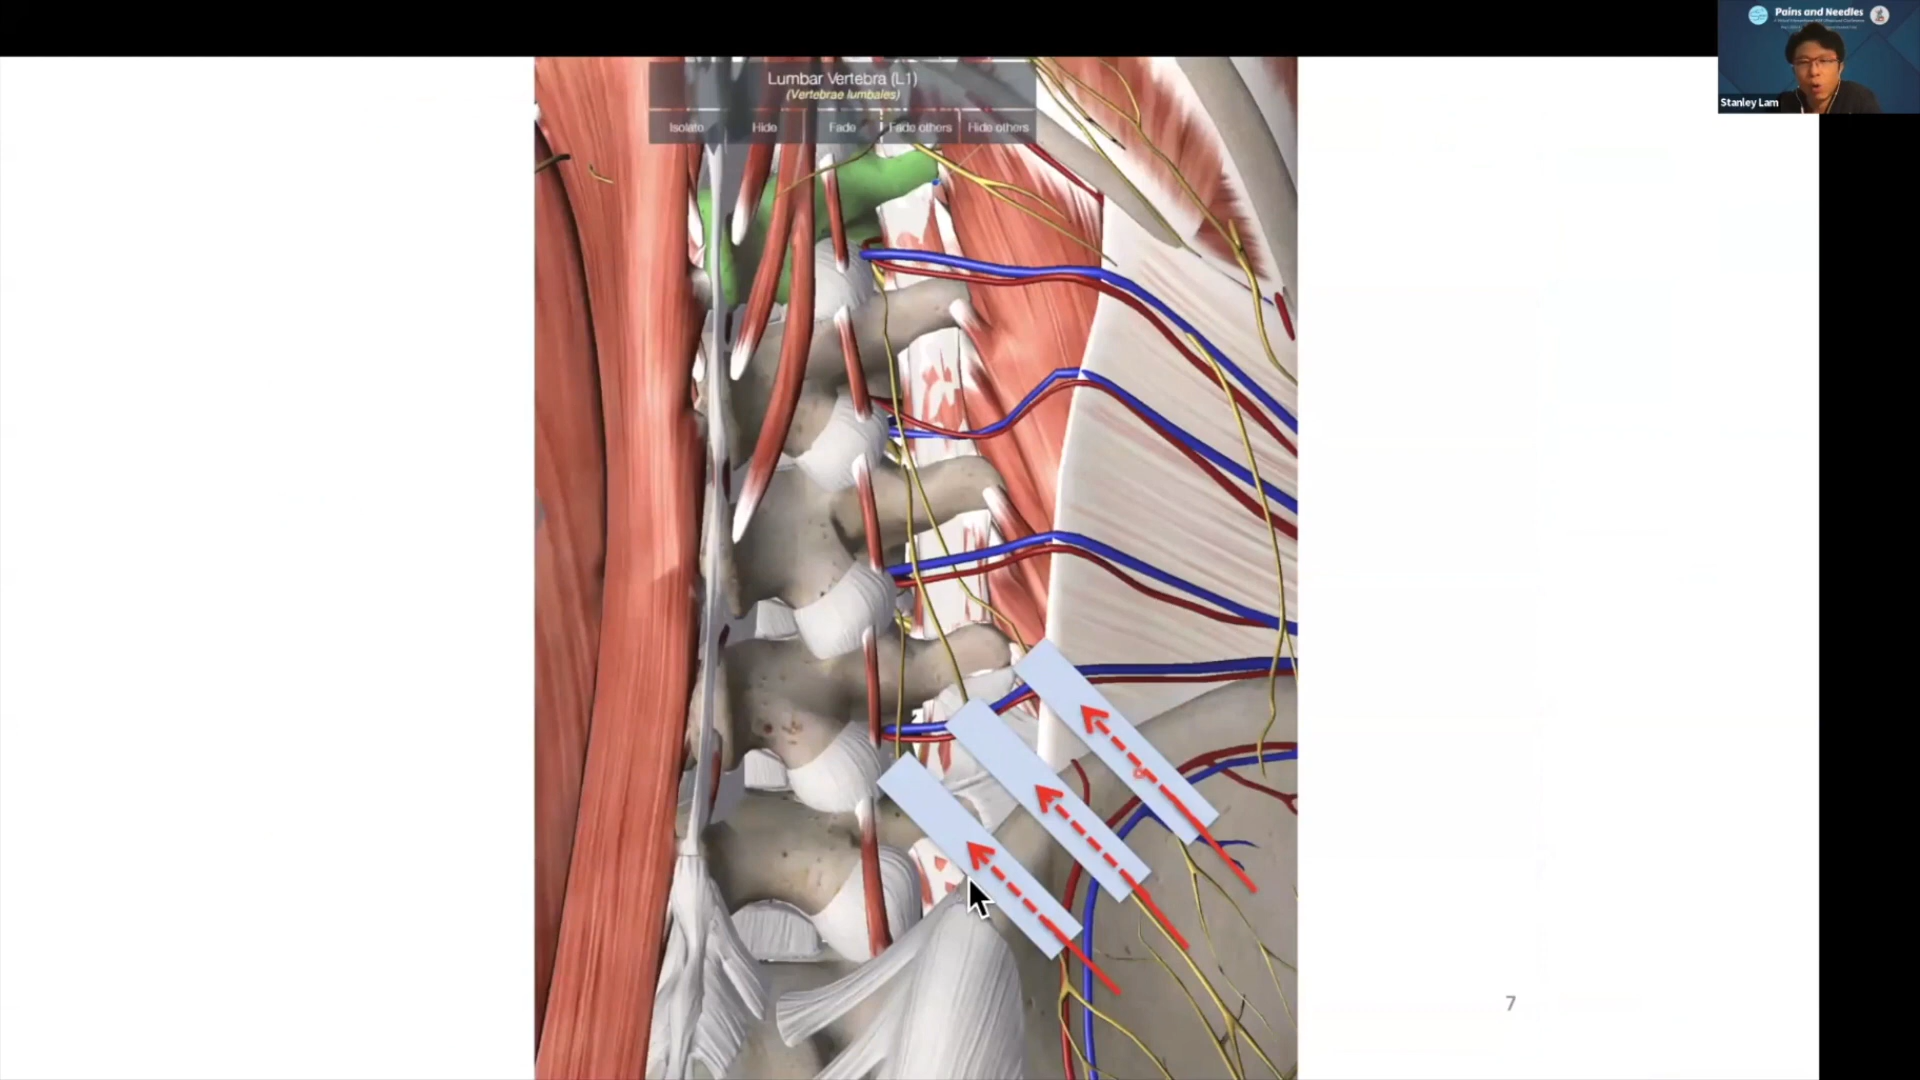 Lumbar Vertebra (L1)
(Vertebrae lumbales)
Isolate Hide Fade Fade others Hide others
Pains and Needles
Stanley Lam
7